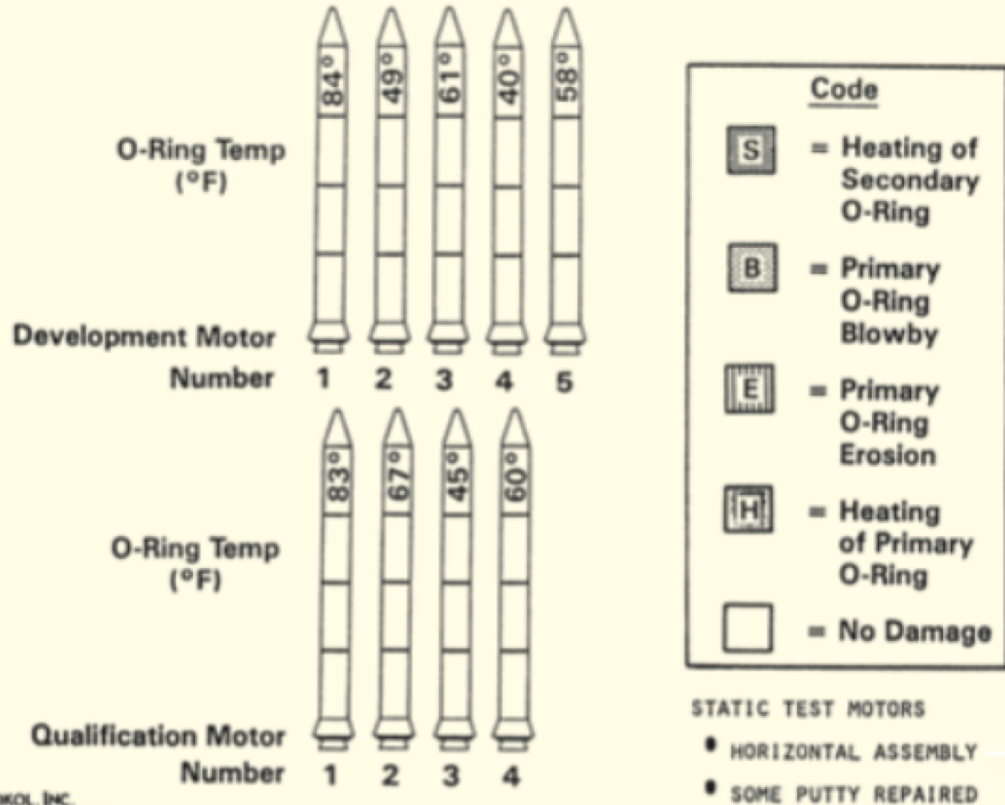 84° 49° 61° 40° 58°
O-Ring Temp
(°F)
Development Motor
Number 1 2 3 4 5
83° 67° 45° 60°
O-Ring Temp
(°F)
Qualification Motor
Number 1 2 3 4
INC.
Code
S = Heating of
Secondary
O-Ring
B = Primary
O-Ring
Blowby
E = Primary
O-Ring
Erosion
H = Heating
of Primary
O-Ring
= No Damage
STATIC TEST MOTORS
• HORIZONTAL ASSEMBLY
• SOME PUTTY REPAIRED